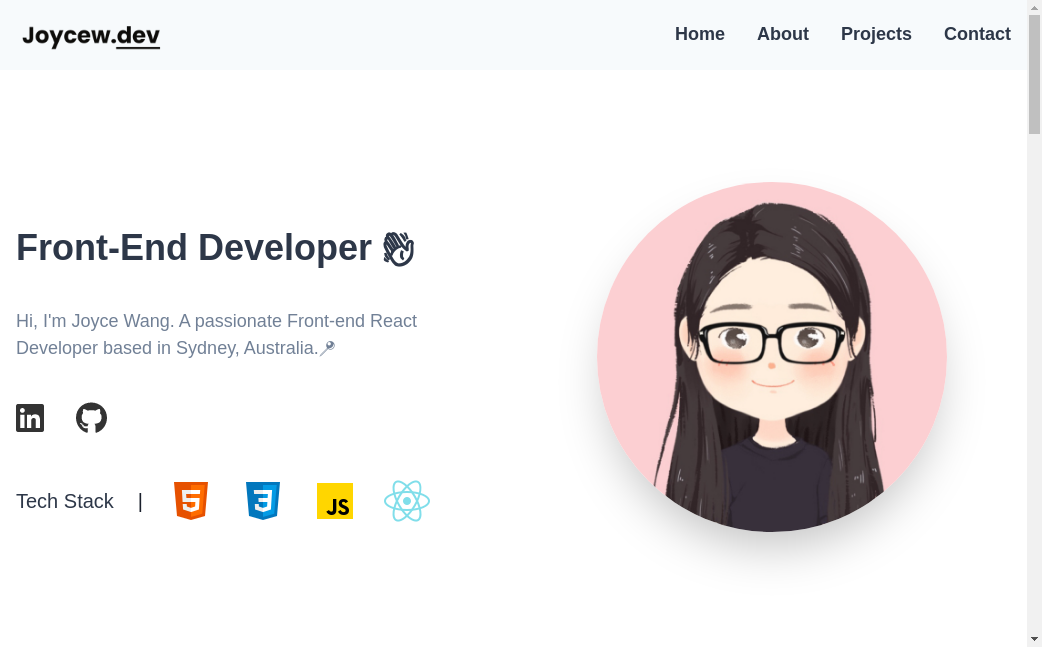 Joycew.dev
Home
About
Projects
Contact
Front-End Developer 👋
Hi, I'm Joyce Wang. A passionate Front-end React
Developer based in Sydney, Australia.📍
in
Tech Stack |
5
3
JS